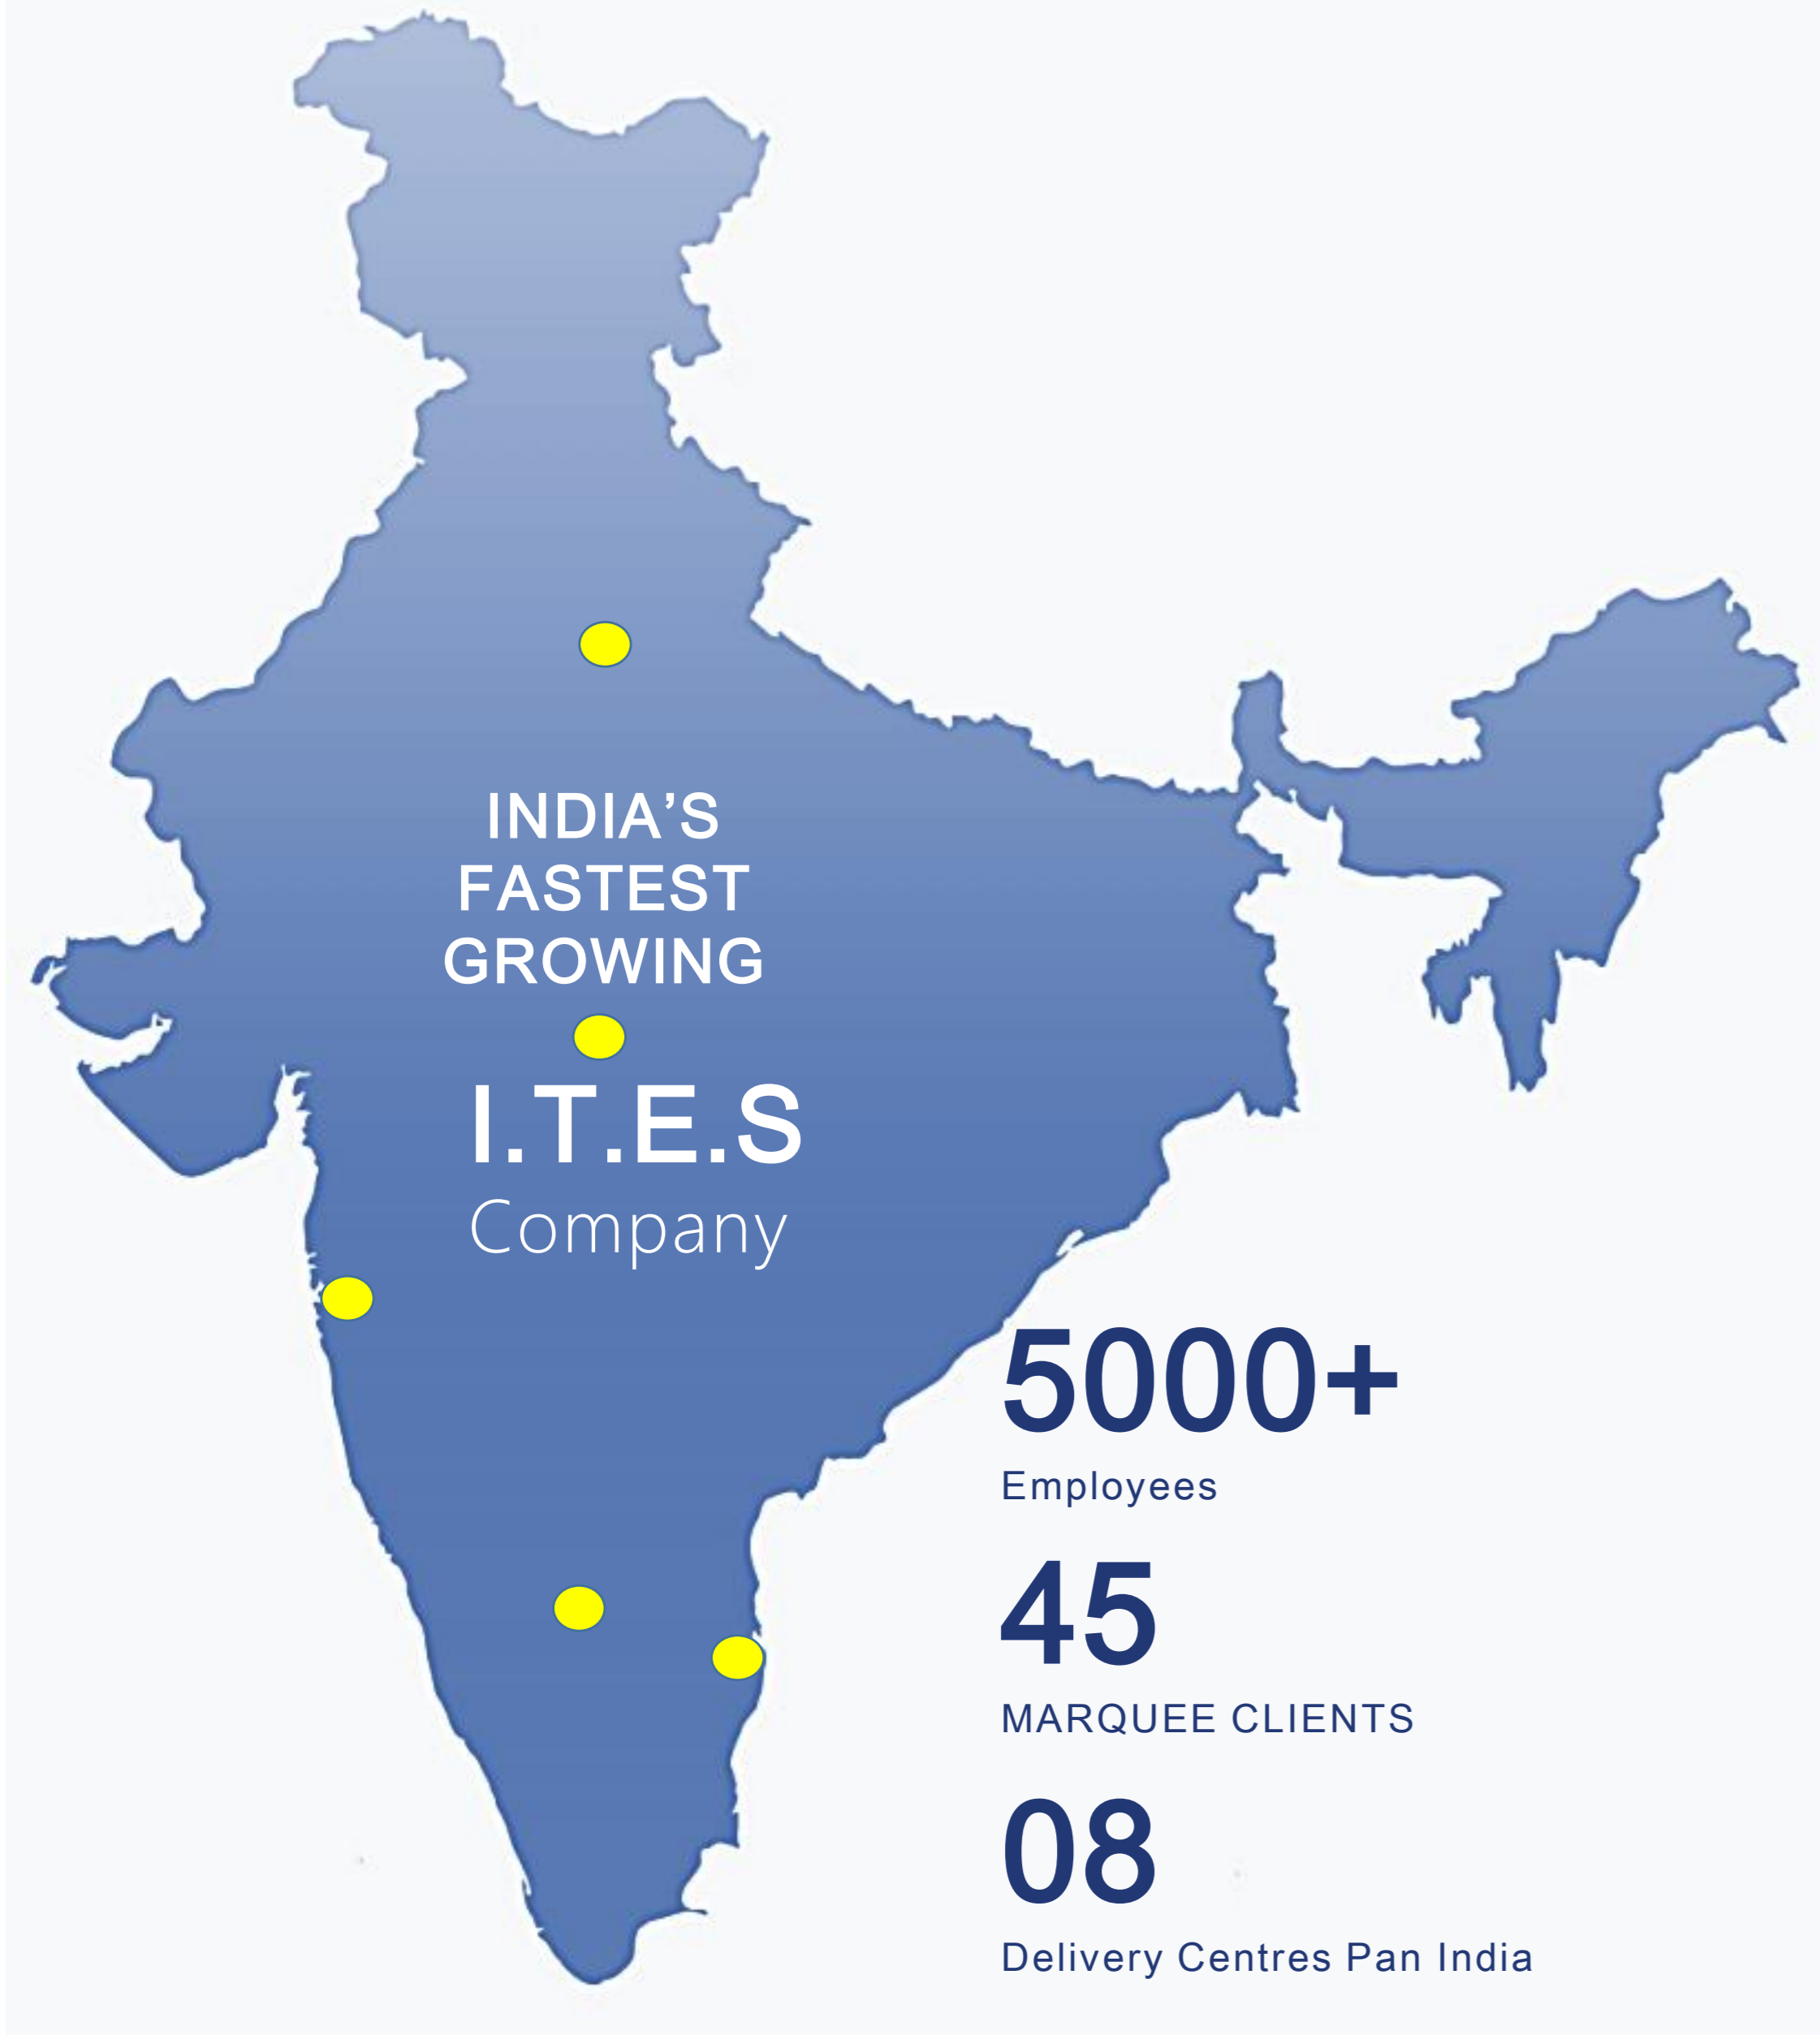 INDIA’S
FASTEST
GROWING
I.T.E.S
Company
5000+
Employees
45
MARQUEE CLIENTS
08
Delivery Centres Pan India